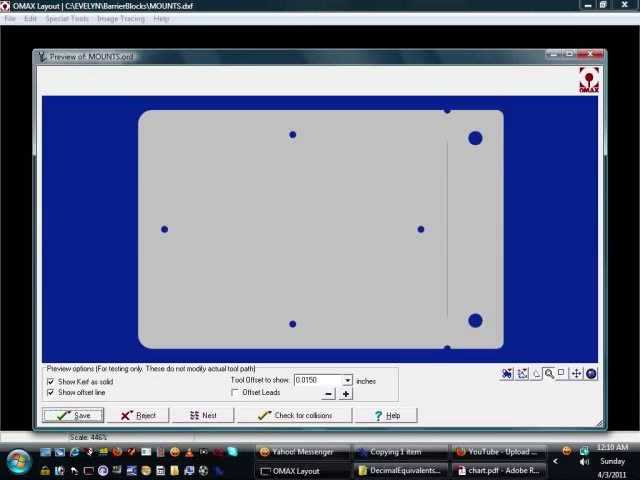 OMAX Layout | C:\EVELYN\BarrierBlocks\MOUNTS.dxf
File Edit Special Tools Image Tracing Help
Preview of: MOUNTS.ord
OMAX
Preview options (For testing only. These do not modify actual tool path)
Show Kerf as solid
Tool Offset to show: 0.0150 inches
Show offset line
Offset Leads
Save
Reject
Nest
Check for collisions
Help
Scale: 446%
Yahoo! Messenger
Copying 1 item
YouTube - Upload ...
12:10 AM
Sunday
OMAX Layout
DecimalEquivalents...
chart.pdf - Adobe R...
4/3/2011